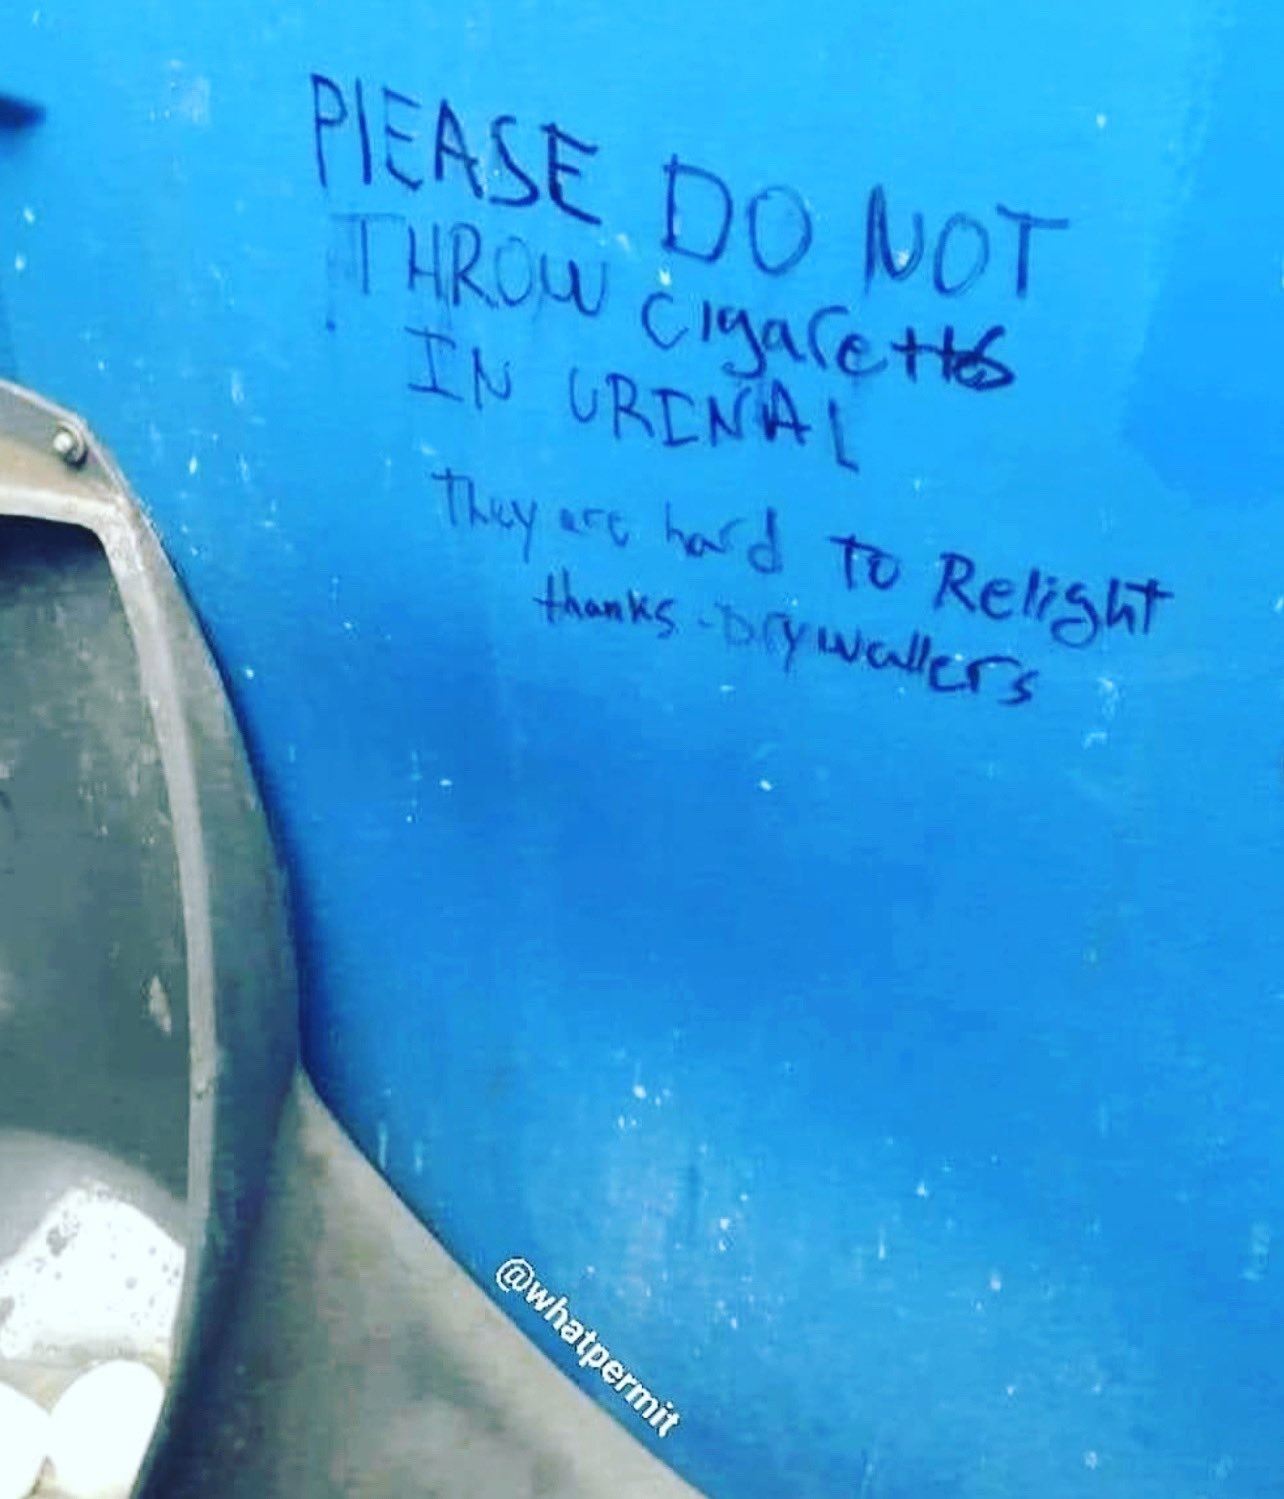 PlEASE DO NOT
THROW cigarettes
IN URINAL
They are hard To Relight
thanks - Drywallers
@whatpermit